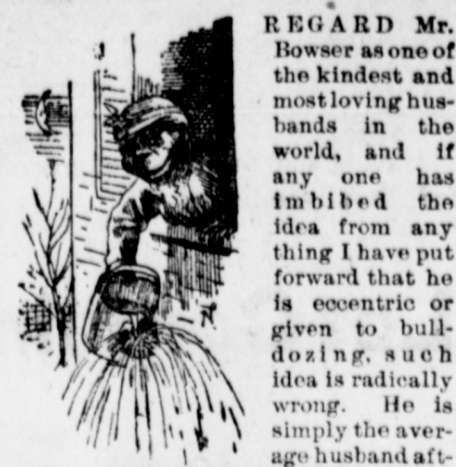 REGARD Mr.
Bowser as one of
the kindest and
most loving hus-
bands in the
world, and if
any one has
imbibed the
idea from any
thing I have put
forward that he
is eccentric or
given to bull-
dozing, such
idea is radically
wrong. He is
simply the aver-
age husband aft-